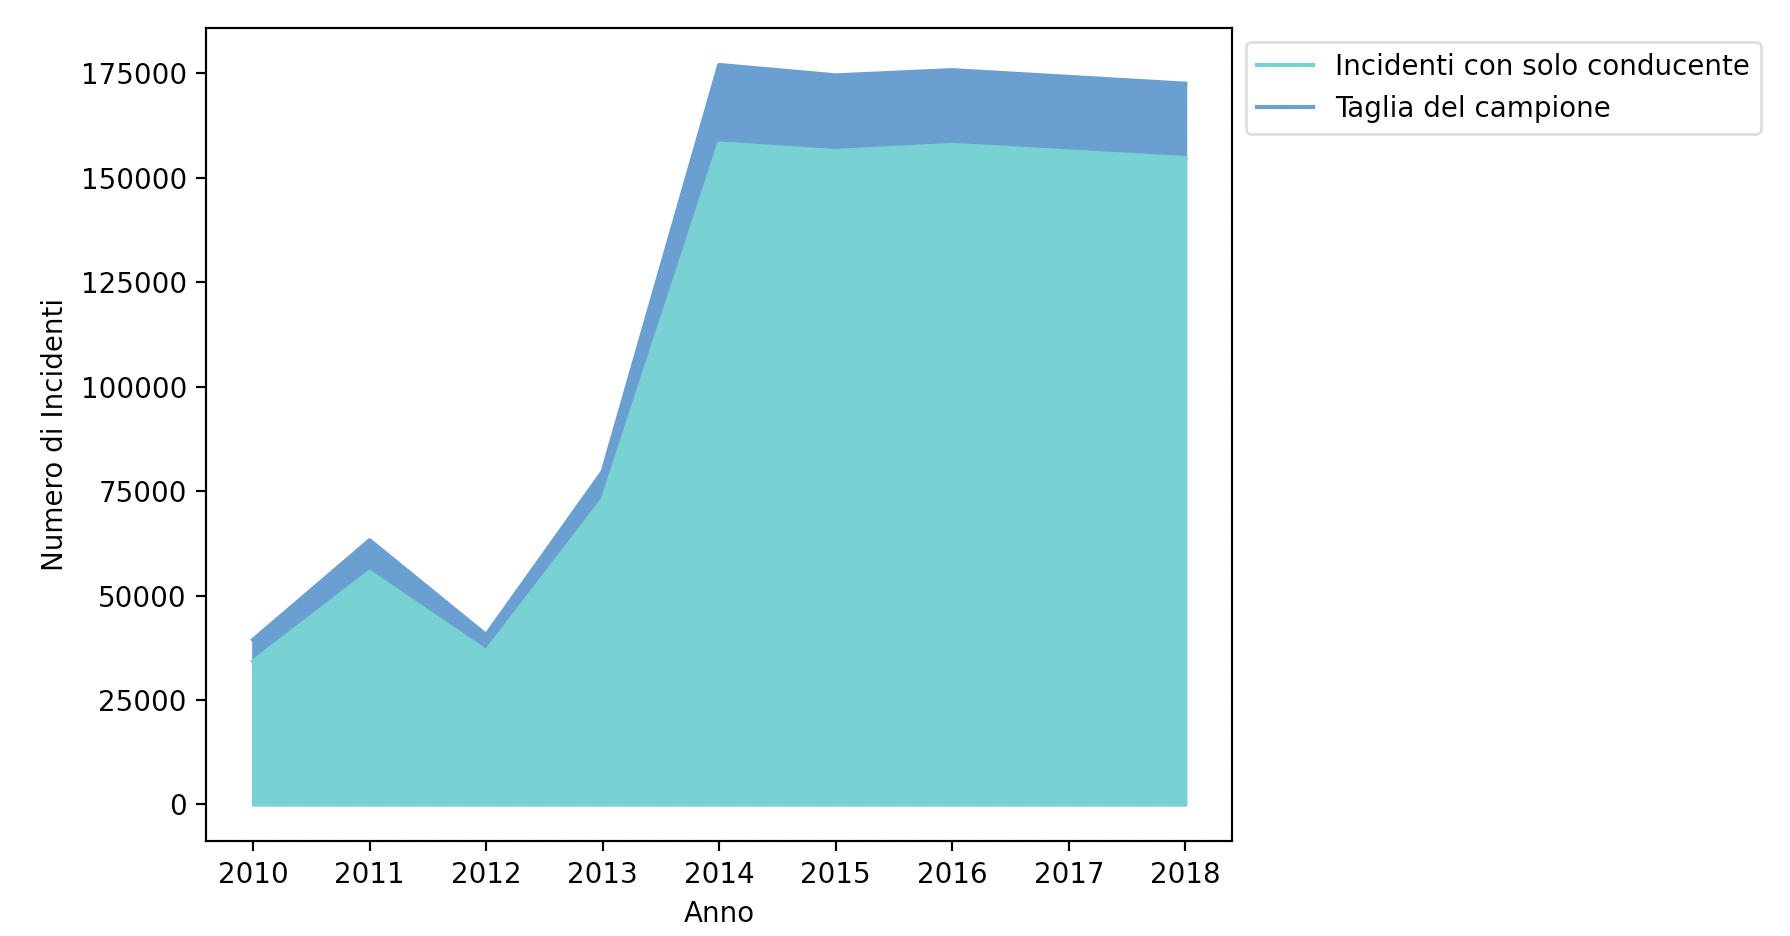 175000
150000
125000
100000
75000
50000
25000
0
Numero di Incidenti
2010 2011 2012 2013 2014 2015 2016 2017 2018
Anno
Incidenti con solo conducente
Taglia del campione